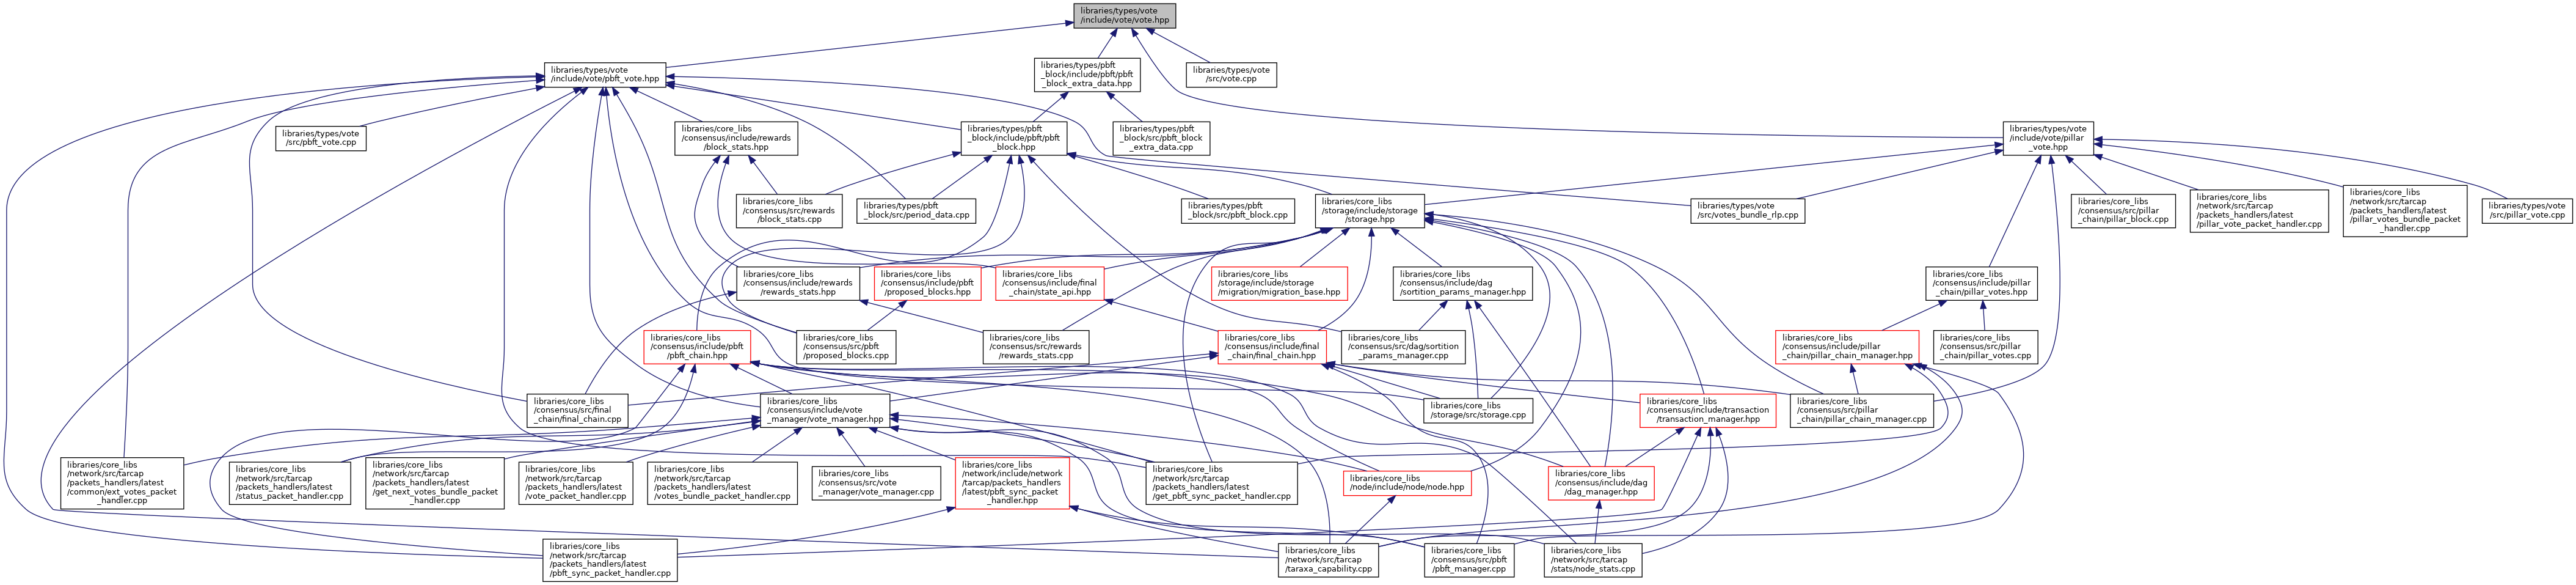 libraries/types/vote
/include/vote/vote.hpp
libraries/types/vote
/include/vote/pbft_vote.hpp
libraries/types/pbft
_block/include/pbft/pbft
_block_extra_data.hpp
libraries/types/vote
/src/vote.cpp
libraries/types/vote
/src/pbft_vote.cpp
libraries/core_libs
/consensus/include/rewards
/block_stats.hpp
libraries/types/pbft
_block/include/pbft/pbft
_block.hpp
libraries/types/pbft
_block/src/pbft_block
_extra_data.cpp
libraries/types/vote
/include/vote/pillar
_vote.hpp
libraries/core_libs
/consensus/src/rewards
/block_stats.cpp
libraries/types/pbft
_block/src/period_data.cpp
libraries/types/pbft
_block/src/pbft_block.cpp
libraries/core_libs
/storage/include/storage
/storage.hpp
libraries/types/vote
/src/votes_bundle_rlp.cpp
libraries/core_libs
/consensus/src/pillar
_chain/pillar_block.cpp
libraries/core_libs
/network/src/tarcap
/packets_handlers/latest
/pillar_vote_packet_handler.cpp
libraries/core_libs
/network/src/tarcap
/packets_handlers/latest
/pillar_votes_bundle_packet
_handler.cpp
libraries/types/vote
/src/pillar_vote.cpp
libraries/core_libs
/consensus/include/rewards
/rewards_stats.hpp
libraries/core_libs
/consensus/include/pbft
/proposed_blocks.hpp
libraries/core_libs
/consensus/include/final
_chain/state_api.hpp
libraries/core_libs
/storage/include/storage
/migration/migration_base.hpp
libraries/core_libs
/consensus/include/dag
/sortition_params_manager.hpp
libraries/core_libs
/consensus/include/pillar
_chain/pillar_votes.hpp
libraries/core_libs
/consensus/include/pbft
/pbft_chain.hpp
libraries/core_libs
/consensus/src/pbft
/proposed_blocks.cpp
libraries/core_libs
/consensus/src/rewards
/rewards_stats.cpp
libraries/core_libs
/consensus/include/final
_chain/final_chain.hpp
libraries/core_libs
/consensus/src/dag/sortition
_params_manager.cpp
libraries/core_libs
/consensus/include/pillar
_chain/pillar_chain_manager.hpp
libraries/core_libs
/consensus/src/pillar
_chain/pillar_votes.cpp
libraries/core_libs
/consensus/src/final
_chain/final_chain.cpp
libraries/core_libs
/consensus/include/vote
_manager/vote_manager.hpp
libraries/core_libs
/storage/src/storage.cpp
libraries/core_libs
/consensus/include/transaction
/transaction_manager.hpp
libraries/core_libs
/consensus/src/pillar
_chain/pillar_chain_manager.cpp
libraries/core_libs
/network/src/tarcap
/packets_handlers/latest
/common/ext_votes_packet
_handler.cpp
libraries/core_libs
/network/src/tarcap
/packets_handlers/latest
/status_packet_handler.cpp
libraries/core_libs
/network/src/tarcap
/packets_handlers/latest
/get_next_votes_bundle_packet
_handler.cpp
libraries/core_libs
/network/src/tarcap
/packets_handlers/latest
/vote_packet_handler.cpp
libraries/core_libs
/network/src/tarcap
/packets_handlers/latest
/votes_bundle_packet_handler.cpp
libraries/core_libs
/consensus/src/vote
_manager/vote_manager.cpp
libraries/core_libs
/network/include/network
/tarcap/packets_handlers
/latest/pbft_sync_packet
_handler.hpp
libraries/core_libs
/network/src/tarcap
/packets_handlers/latest
/get_pbft_sync_packet_handler.cpp
libraries/core_libs
/node/include/node/node.hpp
libraries/core_libs
/consensus/include/dag
/dag_manager.hpp
libraries/core_libs
/network/src/tarcap
/packets_handlers/latest
/pbft_sync_packet_handler.cpp
libraries/core_libs
/network/src/tarcap
/taraxa_capability.cpp
libraries/core_libs
/consensus/src/pbft
/pbft_manager.cpp
libraries/core_libs
/network/src/tarcap
/stats/node_stats.cpp